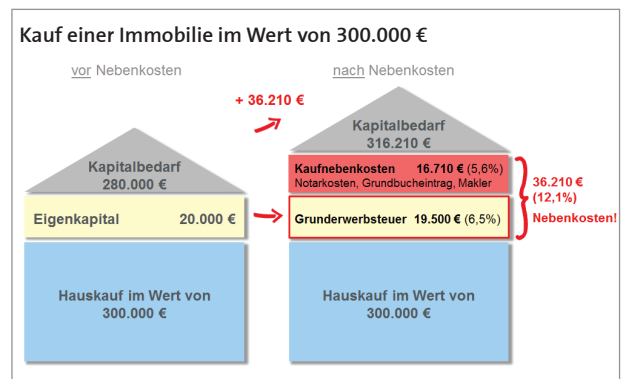 Kauf einer Immobilie im Wert von 300.000 €
vor Nebenkosten
nach Nebenkosten
+ 36.210 €
Kapitalbedarf
280.000 €
Eigenkapital 20.000 €
Hauskauf im Wert von
300.000 €
Kapitalbedarf
316.210 €
Kaufnebenkosten 16.710 € (5,6%)
Notarkosten, Grundbucheintrag, Makler
Grunderwerbsteuer 19.500 € (6,5%)
Hauskauf im Wert von
300.000 €
36.210 €
(12,1%)
Nebenkosten!